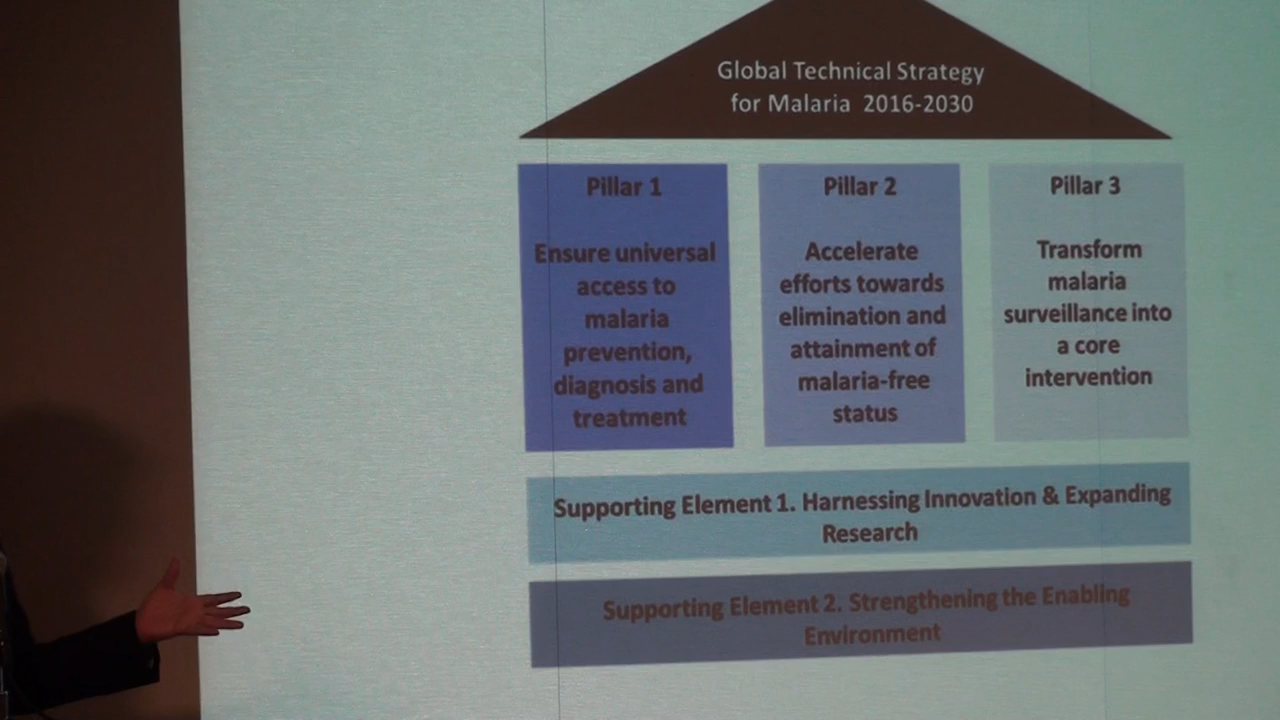 Global Technical Strategy
for Malaria 2016-2030
Pillar 1
Ensure universal
access to
malaria
prevention,
diagnosis and
treatment
Pillar 2
Accelerate
efforts towards
elimination and
attainment of
malaria-free
status
Pillar 3
Transform
malaria
surveillance into
a core
intervention
Supporting Element 1. Harnessing Innovation & Expanding
Research
Supporting Element 2. Strengthening the Enabling
Environment